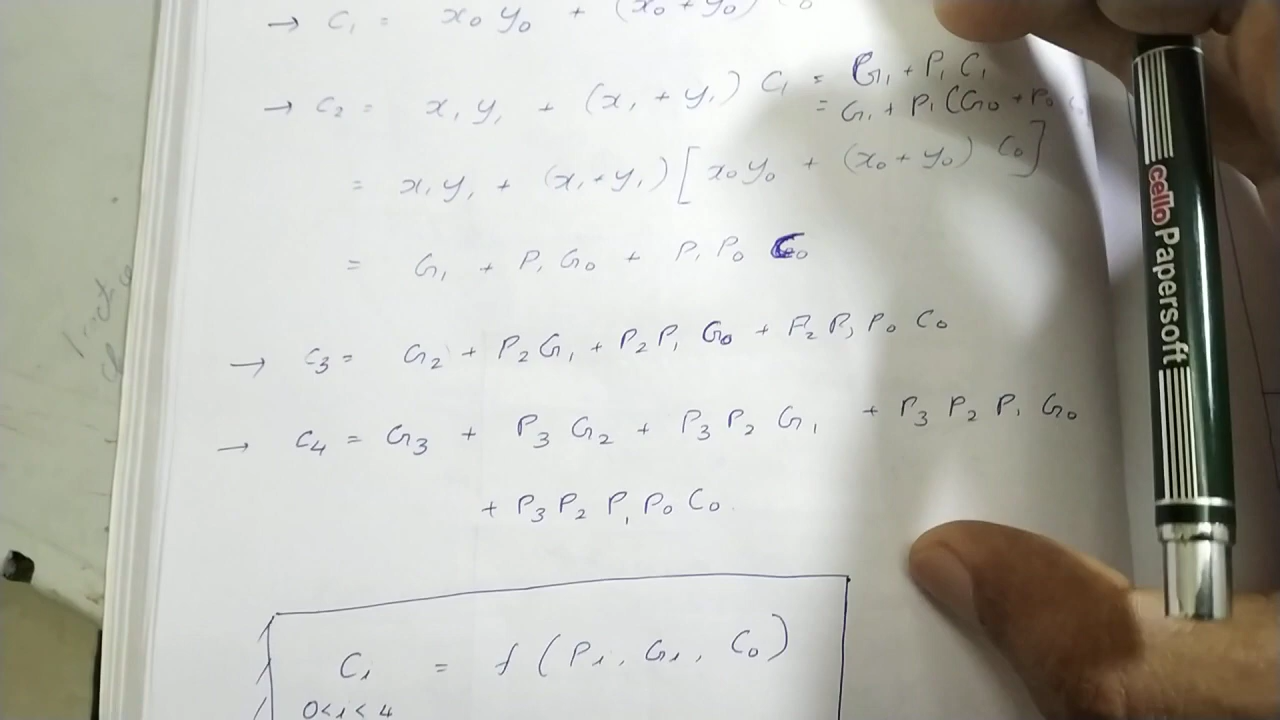 → C₁ = x₀y₀ + (x₀+y₀) C₀
→ C₂ = x₁y₁ + (x₁+y₁) C₁ = G₁ + P₁C₁
= G₁ + P₁(G₀ + P₀
= x₁y₁ + (x₁+y₁) [x₀y₀ + (x₀+y₀) C₀]
= G₁ + P₁G₀ + P₁P₀ C₀
→ C₃ = G₂ + P₂G₁ + P₂P₁G₀ + P₂P₁P₀C₀
→ C₄ = G₃ + P₃G₂ + P₃P₂G₁ + P₃P₂P₁G₀
+ P₃P₂P₁P₀C₀
Cᵢ = f(Pᵢ, Gᵢ, C₀)
0<i<4
cello Papersoft